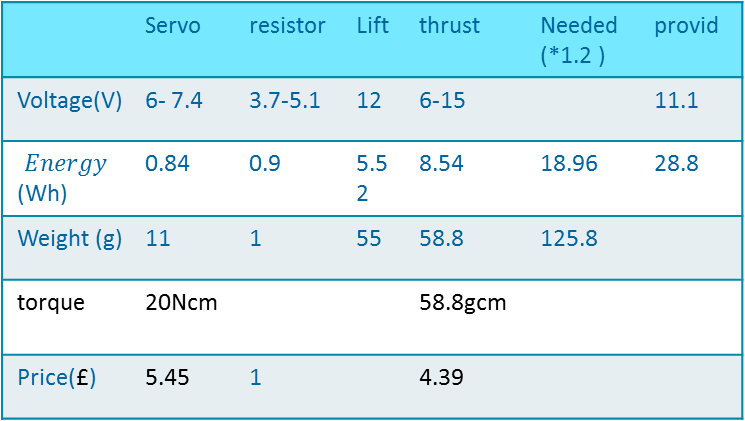 Servo resistor Lift thrust Needed provid
(*1.2 )
Voltage(V) 6- 7.4 3.7-5.1 12 6-15 11.1
Energy 0.84 0.9 5.5 8.54 18.96 28.8
(Wh) 2
Weight (g) 11 1 55 58.8 125.8
torque 20Ncm 58.8gcm
Price(£) 5.45 1 4.39